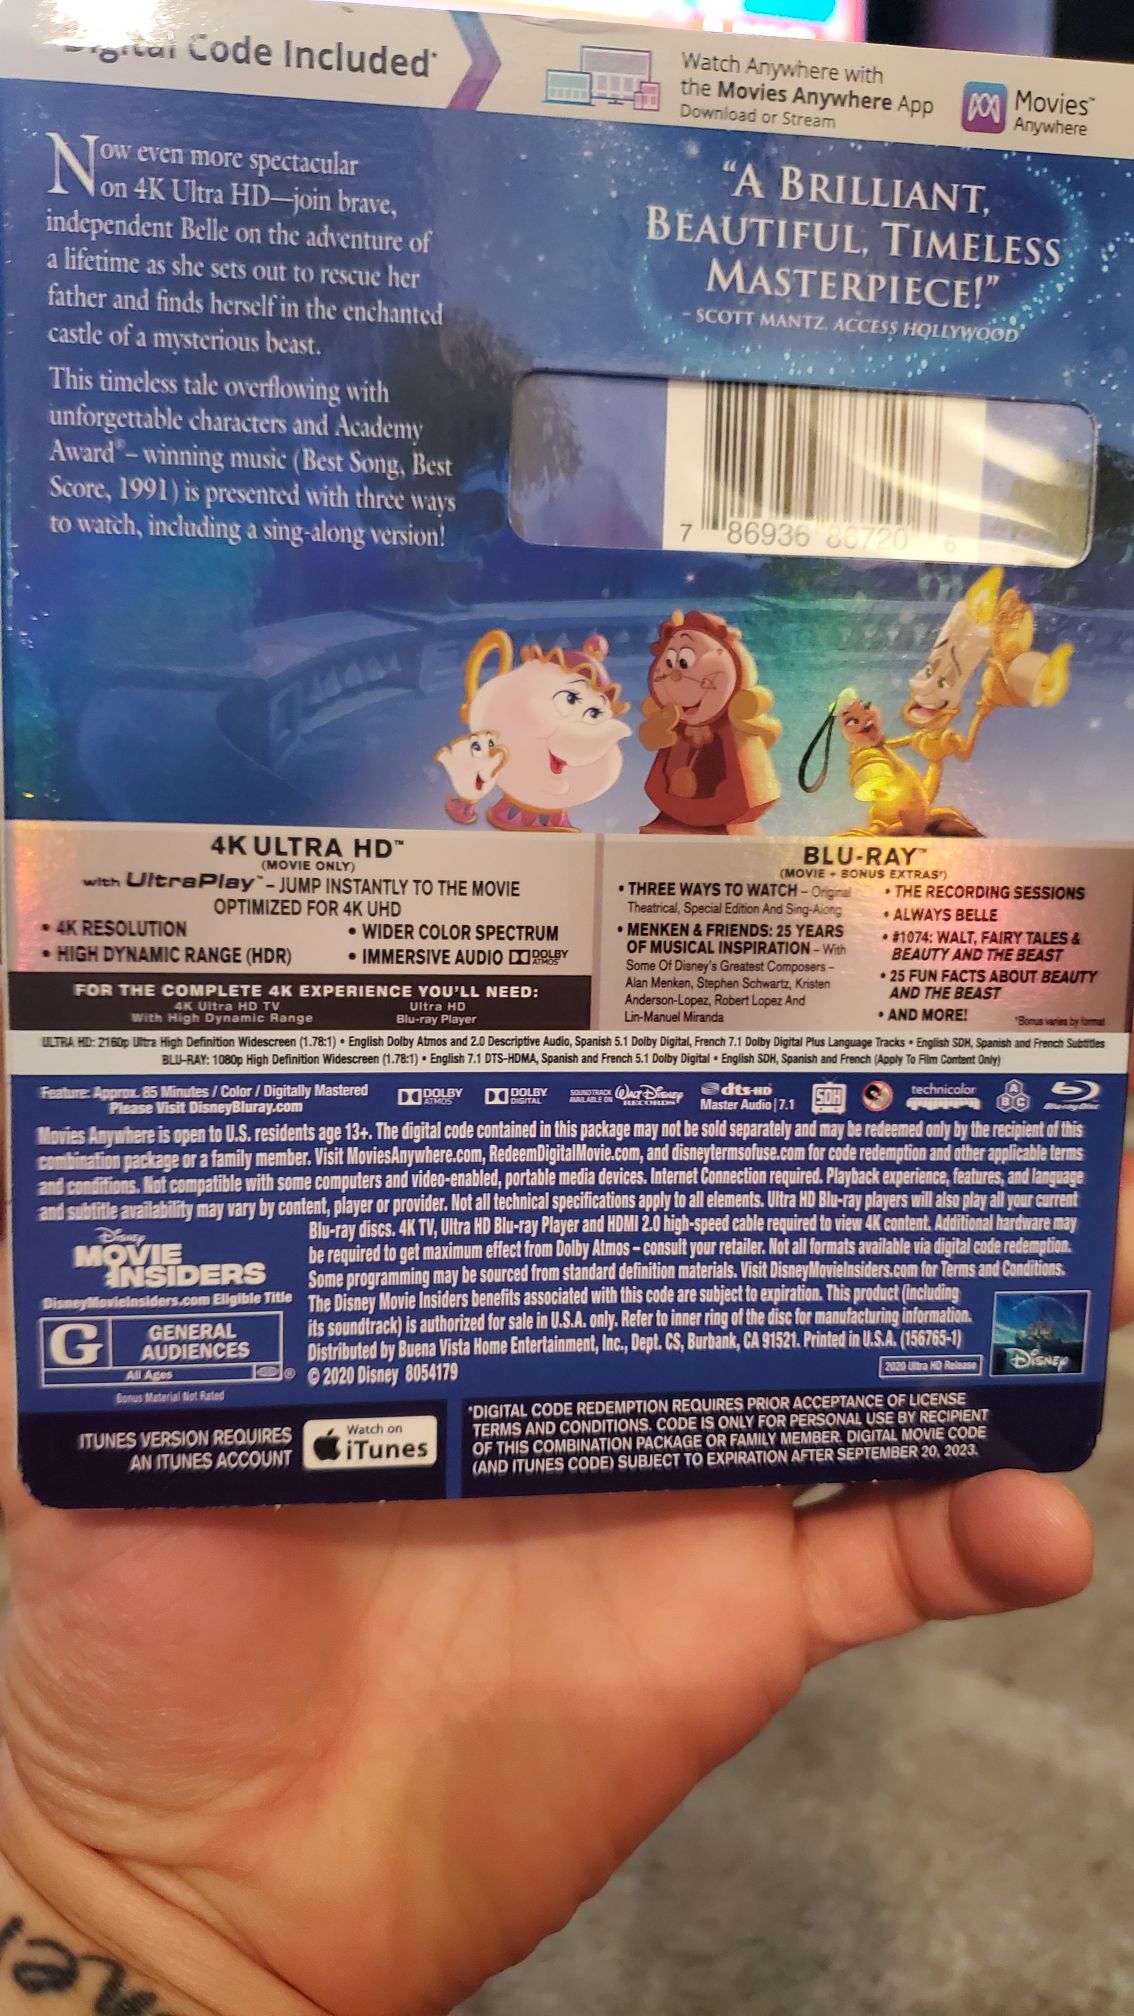 Digital Code Included*
Watch Anywhere with
the Movies Anywhere App
Download or Stream
Movies™
Anywhere
Now even more spectacular
on 4K Ultra HD—join brave,
independent Belle on the adventure of
a lifetime as she sets out to rescue her
father and finds herself in the enchanted
castle of a mysterious beast.
This timeless tale overflowing with
unforgettable characters and Academy
Award®– winning music (Best Song, Best
Score, 1991) is presented with three ways
to watch, including a sing-along version!
“A BRILLIANT,
BEAUTIFUL, TIMELESS
MASTERPIECE!”
– SCOTT MANTZ, ACCESS HOLLYWOOD
7 86936 86720 6
4K ULTRA HD™
(MOVIE ONLY)
with UltraPlay™ – JUMP INSTANTLY TO THE MOVIE
OPTIMIZED FOR 4K UHD
• 4K RESOLUTION
• HIGH DYNAMIC RANGE (HDR)
• WIDER COLOR SPECTRUM
• IMMERSIVE AUDIO DOLBY ATMOS
FOR THE COMPLETE 4K EXPERIENCE YOU'LL NEED:
4K Ultra HD TV
With High Dynamic Range
Ultra HD
Blu-ray Player
BLU-RAY™
(MOVIE + BONUS EXTRAS*)
• THREE WAYS TO WATCH – Original
Theatrical, Special Edition And Sing-Along
• MENKEN & FRIENDS: 25 YEARS
OF MUSICAL INSPIRATION – With
Some Of Disney's Greatest Composers –
Alan Menken, Stephen Schwartz, Kristen
Anderson-Lopez, Robert Lopez And
Lin-Manuel Miranda
• THE RECORDING SESSIONS
• ALWAYS BELLE
• #1074: WALT, FAIRY TALES &
BEAUTY AND THE BEAST
• 25 FUN FACTS ABOUT BEAUTY
AND THE BEAST
• AND MORE!
*Bonus varies by format
ULTRA HD: 2160p Ultra High Definition Widescreen (1.78:1) • English Dolby Atmos and 2.0 Descriptive Audio, Spanish 5.1 Dolby Digital, French 7.1 Dolby Digital Plus Language Tracks • English SDH, Spanish and French Subtitles
BLU-RAY: 1080p High Definition Widescreen (1.78:1) • English 7.1 DTS-HDMA, Spanish and French 5.1 Dolby Digital • English SDH, Spanish and French (Apply To Film Content Only)
Feature: Approx. 85 Minutes / Color / Digitally Mastered
Please Visit DisneyBluray.com
DOLBY ATMOS
DOLBY DIGITAL
SOUNDTRACK AVAILABLE ON WALT DISNEY RECORDS
dts-HD
Master Audio | 7.1
SDH
technicolor
A B C
Blu-ray Disc
Movies Anywhere is open to U.S. residents age 13+. The digital code contained in this package may not be sold separately and may be redeemed only by the recipient of this
combination package or a family member. Visit MoviesAnywhere.com, RedeemDigitalMovie.com, and disneytermsofuse.com for code redemption and other applicable terms
and conditions. Not compatible with some computers and video-enabled, portable media devices. Internet Connection required. Playback experience, features, and language
and subtitle availability may vary by content, player or provider. Not all technical specifications apply to all elements. Ultra HD Blu-ray players will also play all your current
Blu-ray discs. 4K TV, Ultra HD Blu-ray Player and HDMI 2.0 high-speed cable required to view 4K content. Additional hardware may
be required to get maximum effect from Dolby Atmos – consult your retailer. Not all formats available via digital code redemption.
Some programming may be sourced from standard definition materials. Visit DisneyMovieInsiders.com for Terms and Conditions.
The Disney Movie Insiders benefits associated with this code are subject to expiration. This product (including
its soundtrack) is authorized for sale in U.S.A. only. Refer to inner ring of the disc for manufacturing information.
Distributed by Buena Vista Home Entertainment, Inc., Dept. CS, Burbank, CA 91521. Printed in U.S.A. (156765-1)
© 2020 Disney 8054179
2020 Ultra HD Release
Disney
MOVIE
INSIDERS
DisneyMovieInsiders.com Eligible Title
G GENERAL
AUDIENCES
All Ages
®
Bonus Material Not Rated
Disney
ITUNES VERSION REQUIRES
AN ITUNES ACCOUNT
Watch on
iTunes
*DIGITAL CODE REDEMPTION REQUIRES PRIOR ACCEPTANCE OF LICENSE
TERMS AND CONDITIONS. CODE IS ONLY FOR PERSONAL USE BY RECIPIENT
OF THIS COMBINATION PACKAGE OR FAMILY MEMBER. DIGITAL MOVIE CODE
(AND ITUNES CODE) SUBJECT TO EXPIRATION AFTER SEPTEMBER 20, 2023.